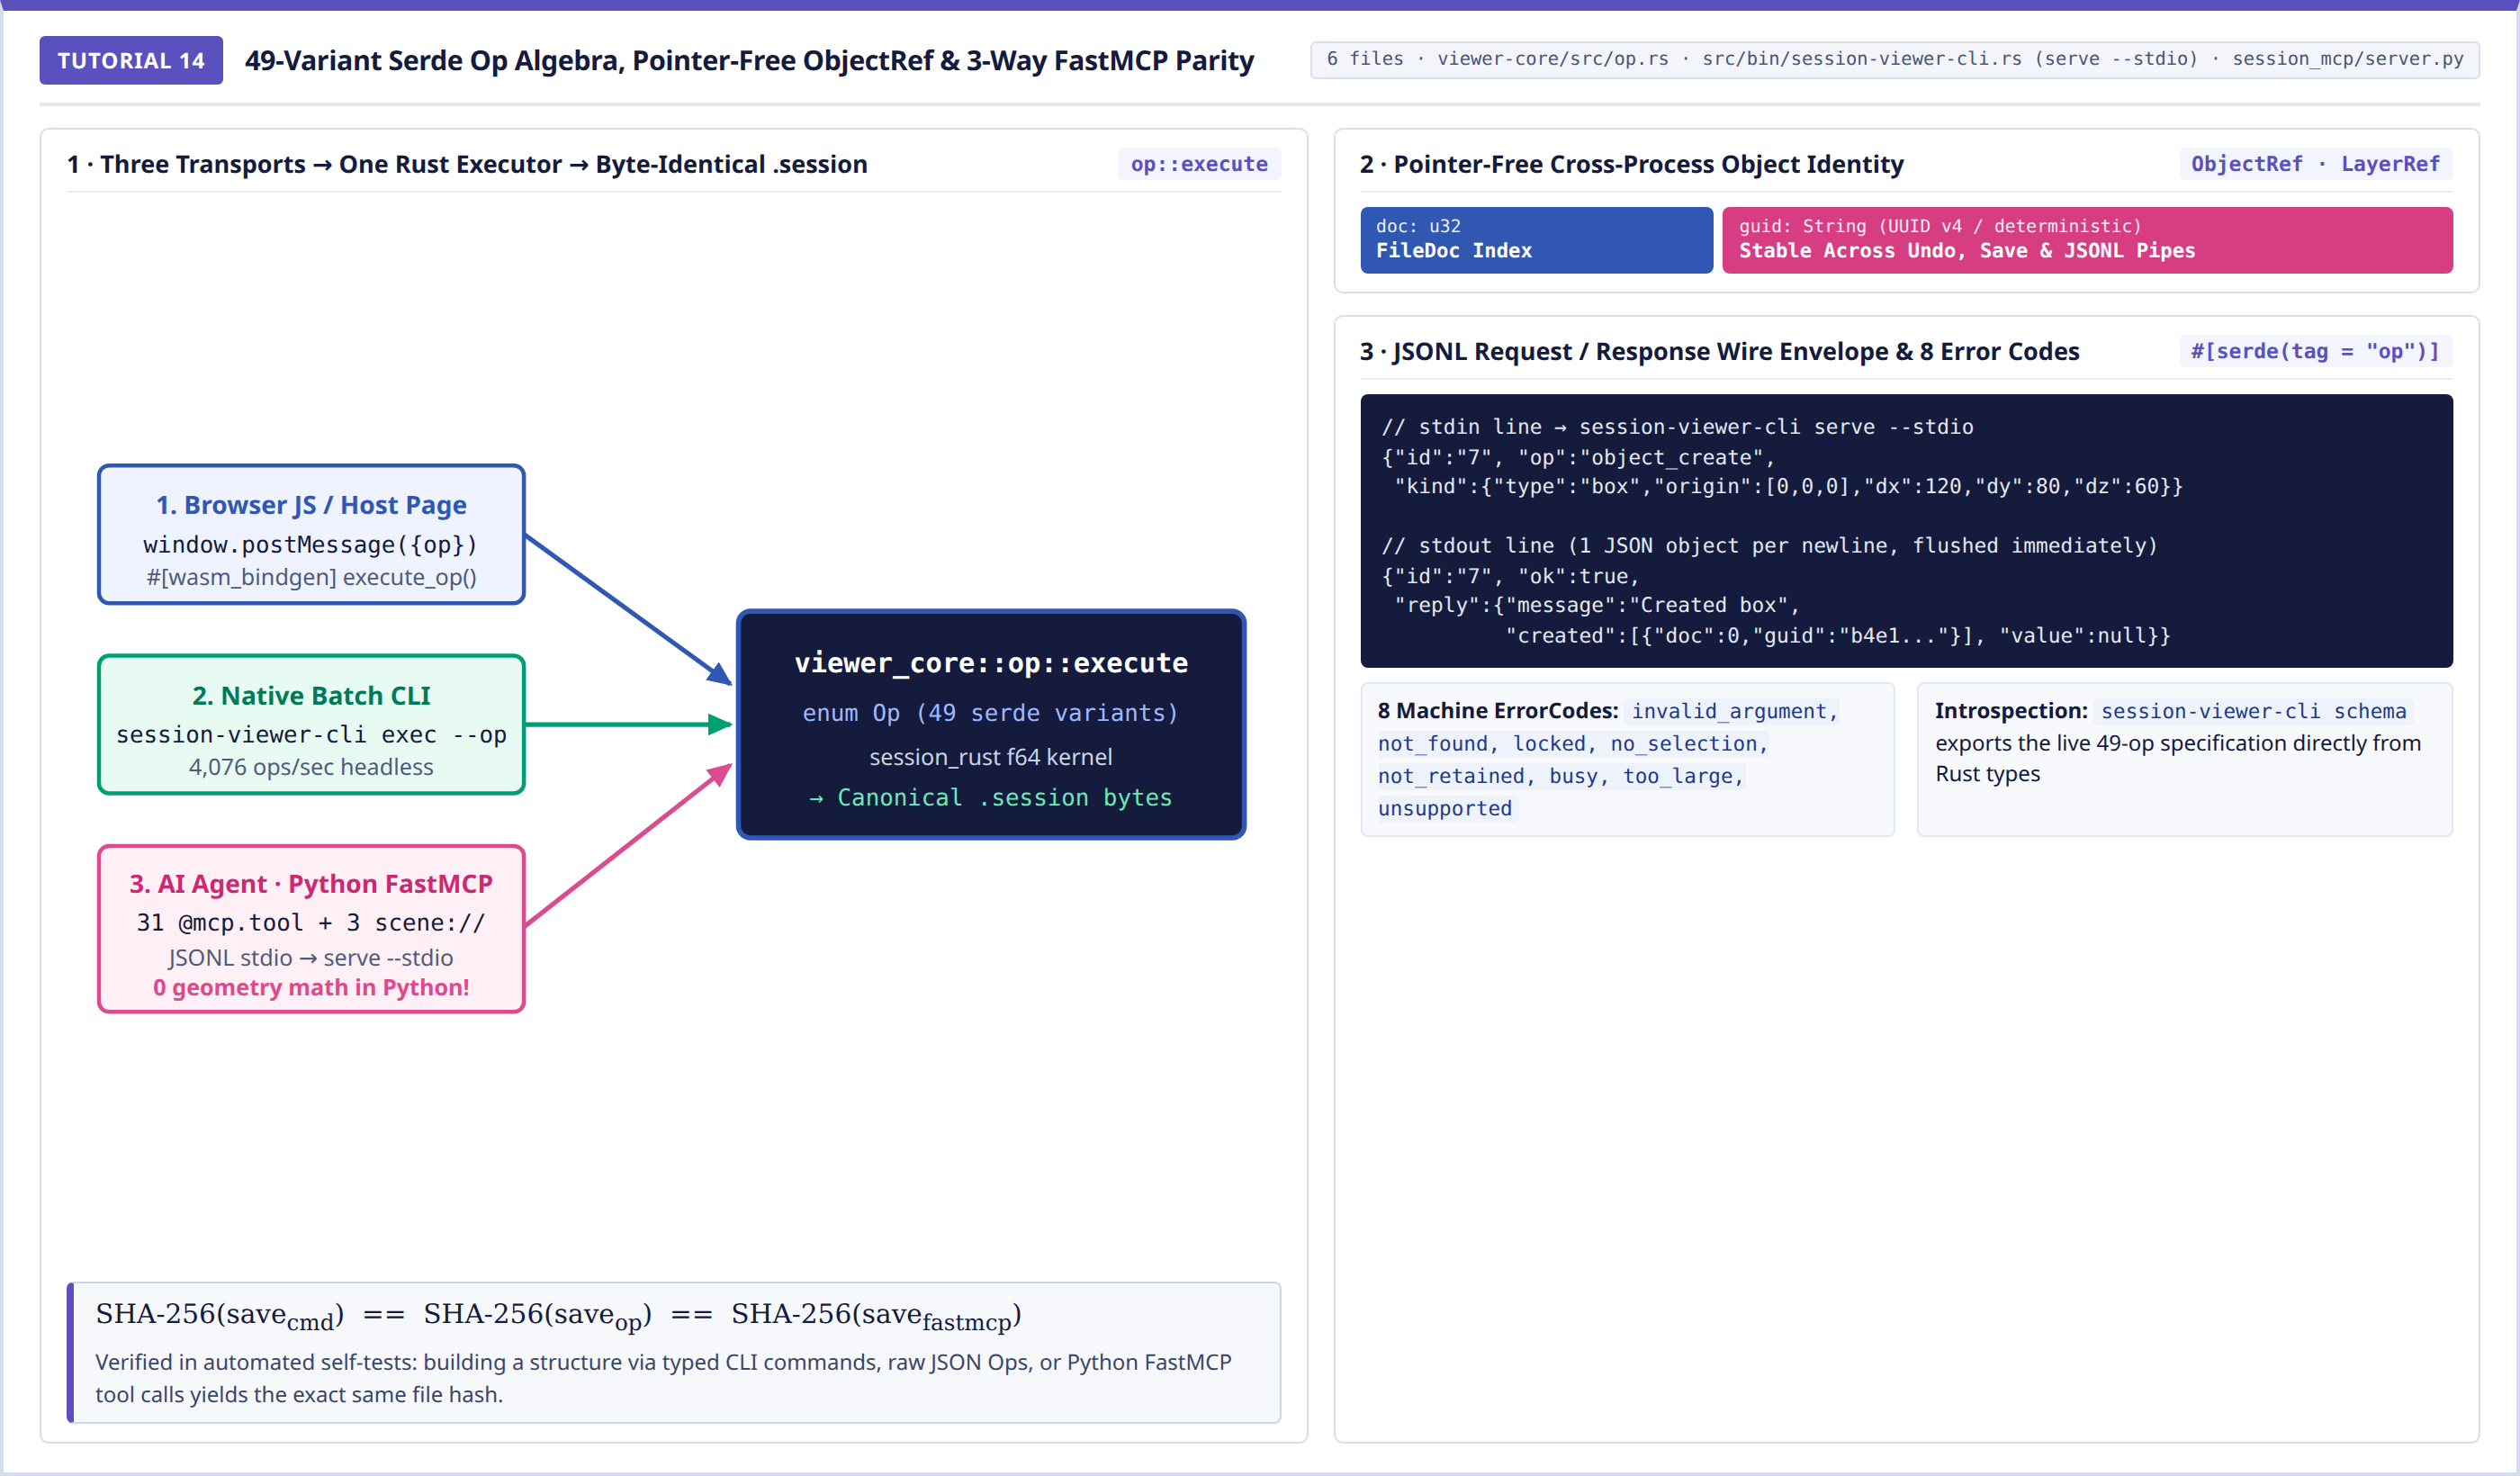 TUTORIAL 14
49-Variant Serde Op Algebra, Pointer-Free ObjectRef & 3-Way FastMCP Parity
6 files · viewer-core/src/op.rs · src/bin/session-viewer-cli.rs (serve --stdio) · session_mcp/server.py
1 · Three Transports → One Rust Executor → Byte-Identical .session
op::execute
1. Browser JS / Host Page
window.postMessage({op})
#[wasm_bindgen] execute_op()
2. Native Batch CLI
session-viewer-cli exec --op
4,076 ops/sec headless
3. AI Agent · Python FastMCP
31 @mcp.tool + 3 scene://
JSONL stdio → serve --stdio
0 geometry math in Python!
viewer_core::op::execute
enum Op (49 serde variants)
session_rust f64 kernel
→ Canonical .session bytes
SHA-256(savecmd) == SHA-256(saveop) == SHA-256(savefastmcp)
Verified in automated self-tests: building a structure via typed CLI commands, raw JSON Ops, or Python FastMCP
tool calls yields the exact same file hash.
2 · Pointer-Free Cross-Process Object Identity
ObjectRef · LayerRef
doc: u32
FileDoc Index
guid: String (UUID v4 / deterministic)
Stable Across Undo, Save & JSONL Pipes
3 · JSONL Request / Response Wire Envelope & 8 Error Codes
#[serde(tag = "op")]
// stdin line → session-viewer-cli serve --stdio
{"id":"7", "op":"object_create",
"kind":{"type":"box","origin":[0,0,0],"dx":120,"dy":80,"dz":60}}
// stdout line (1 JSON object per newline, flushed immediately)
{"id":"7", "ok":true,
"reply":{"message":"Created box",
"created":[{"doc":0,"guid":"b4e1..."}], "value":null}}
8 Machine ErrorCodes: invalid_argument,
not_found, locked, no_selection,
not_retained, busy, too_large,
unsupported
Introspection: session-viewer-cli schema
exports the live 49-op specification directly from
Rust types